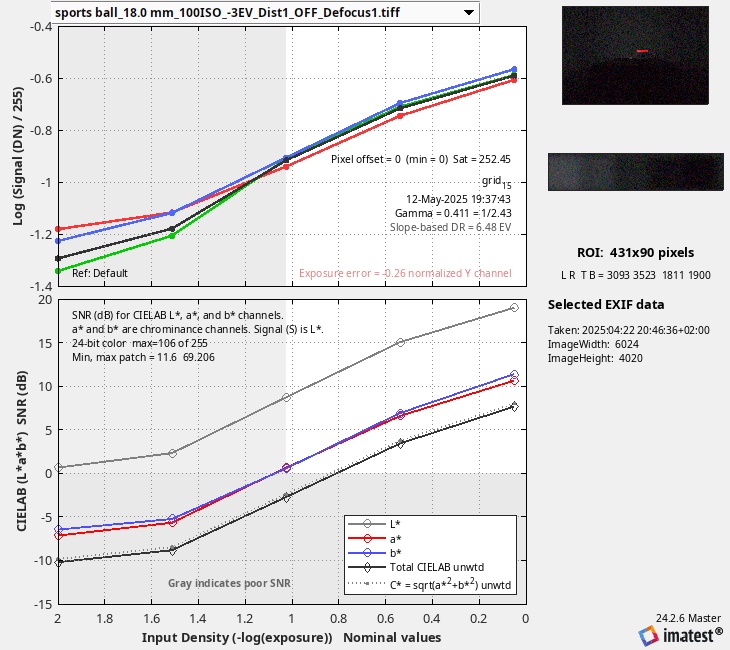 sports ball_18.0 mm_100ISO_-3EV_Dist1_OFF_Defocus1.tiff
-0.4
-0.6
-0.8
-1
-1.2
-1.4
Log (Signal (DN) / 255)
Pixel offset = 0 (min = 0) Sat = 252.45
grid15
12-May-2025 19:37:43
Gamma = 0.411 = 1/2.43
Slope-based DR = 6.48 EV
Ref: Default
Exposure error = -0.26 normalized Y channel
20
15
10
5
0
-5
-10
-15
CIELAB (L*a*b*) SNR (dB)
SNR (dB) for CIELAB L*, a*, and b* channels.
a* and b* are chrominance channels. Signal (S) is L*.
24-bit color max=106 of 255
Min, max patch = 11.6 69.206
L*
a*
b*
Total CIELAB unwtd
C* = sqrt(a*2+b*2) unwtd
Gray indicates poor SNR
2 1.8 1.6 1.4 1.2 1 0.8 0.6 0.4 0.2 0
Input Density (-log(exposure)) Nominal values
ROI: 431x90 pixels
L R T B = 3093 3523 1811 1900
Selected EXIF data
Taken: 2025:04:22 20:46:36+02:00
ImageWidth: 6024
ImageHeight: 4020
24.2.6 Master
imatest®